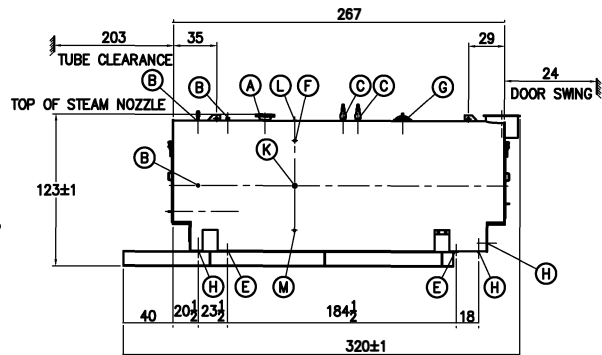 267
203
35
29
TUBE CLEARANCE
24
DOOR SWING
B
B
A
L
F
C
C
G
TOP OF STEAM NOZZLE
B
K
123±1
H
E
M
E
H
H
40
20½
23½
184½
18
320±1